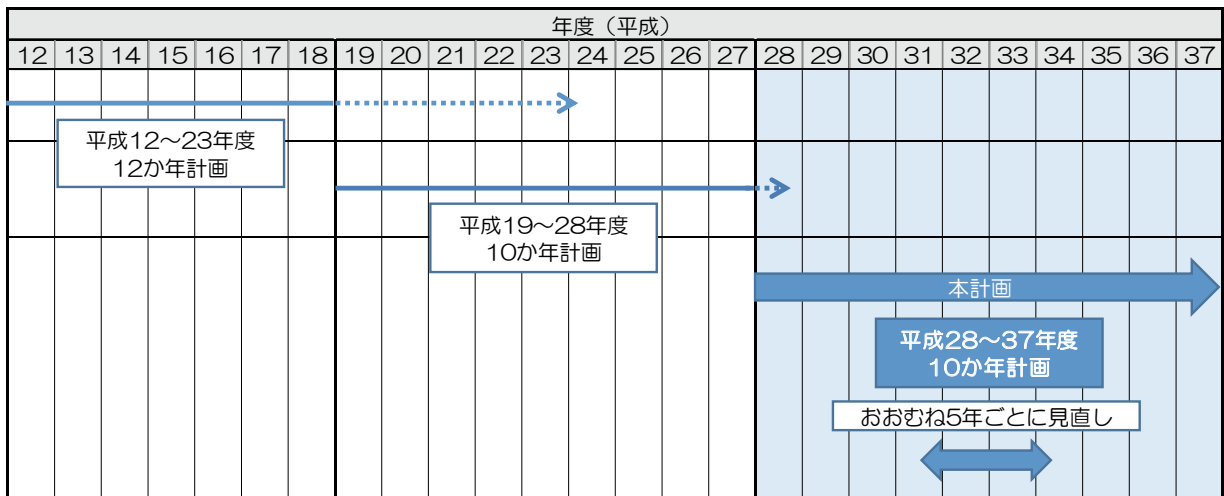 年度（平成）
12 13 14 15 16 17 18 19 20 21 22 23 24 25 26 27 28 29 30 31 32 33 34 35 36 37
平成12～23年度
12か年計画
平成19～28年度
10か年計画
本計画
平成28～37年度
10か年計画
おおむね5年ごとに見直し